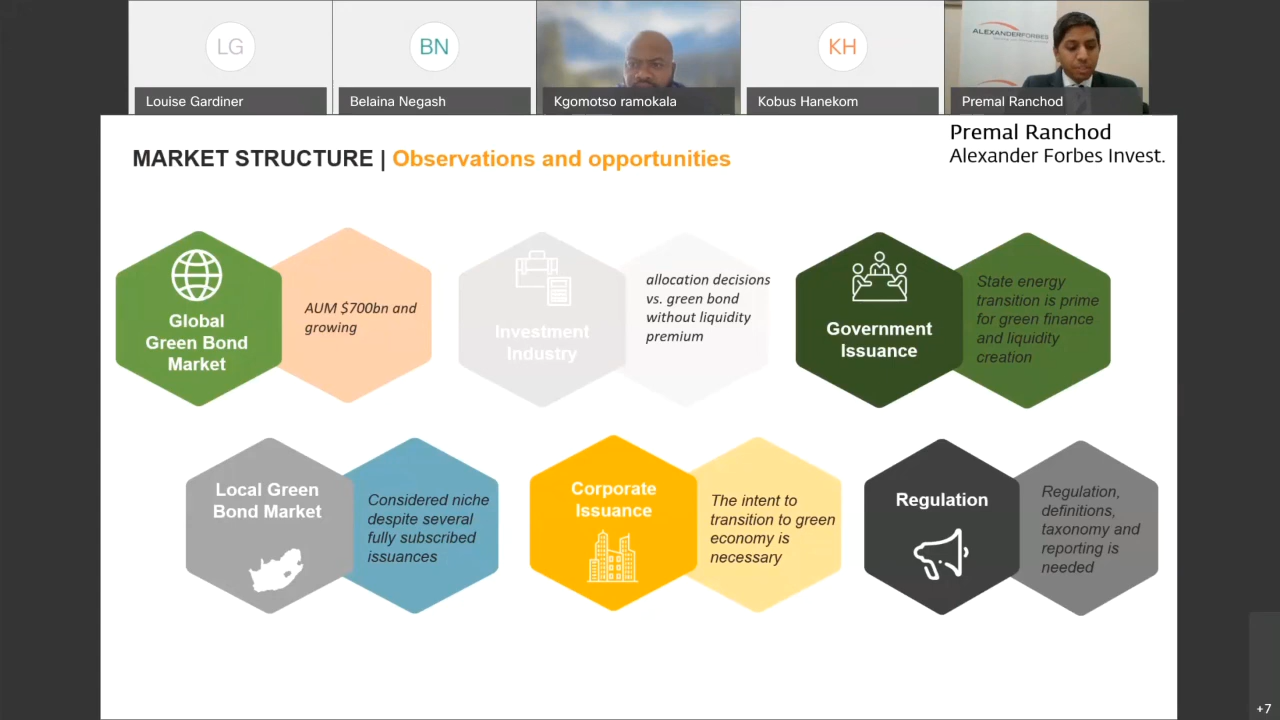 LG
BN
KH
ALEXANDERFORBES
Louise Gardiner
Belaina Negash
Kgomotso ramokala
Kobus Hanekom
Premal Ranchod
MARKET STRUCTURE | Observations and opportunities
Premal Ranchod
Alexander Forbes Invest.
Global
Green Bond
Market
AUM $700bn and
growing
Investment
Industry
allocation decisions
vs. green bond
without liquidity
premium
Government
Issuance
State energy
transition is prime
for green finance
and liquidity
creation
Local Green
Bond Market
Considered niche
despite several
fully subscribed
issuances
Corporate
Issuance
The intent to
transition to green
economy is
necessary
Regulation
Regulation,
definitions,
taxonomy and
reporting is
needed
+7